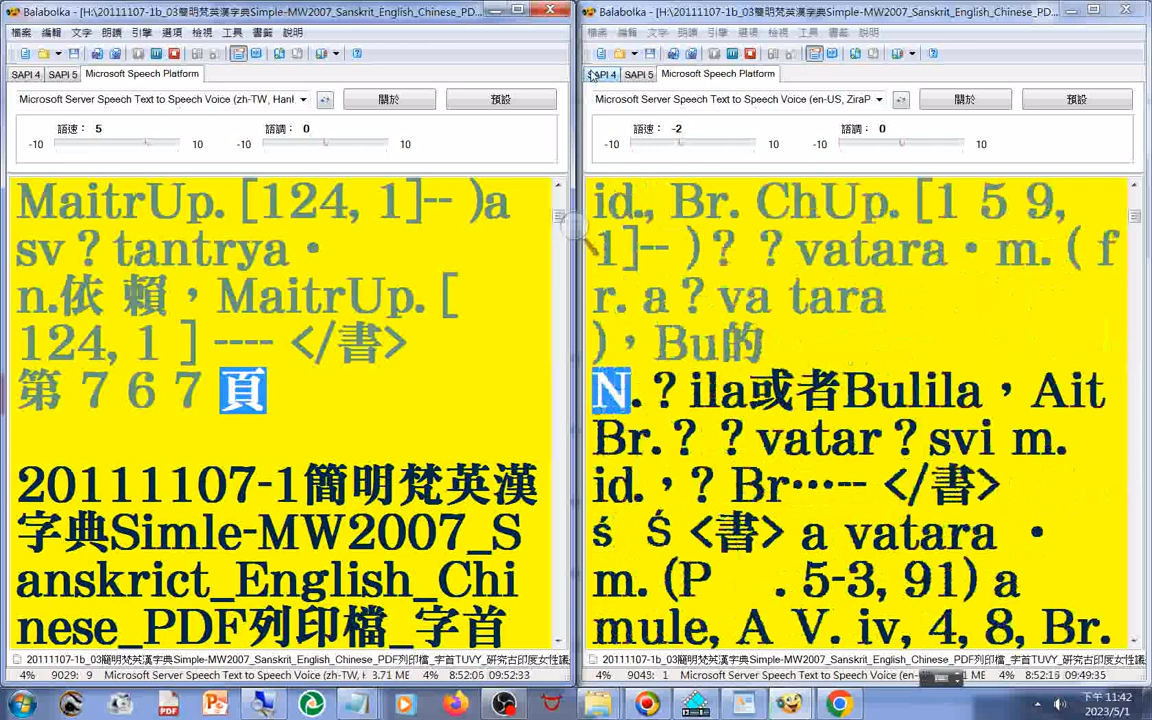 Balabolka - [H:\20111107-1b_03簡明梵英漢字典Simple-MW2007_Sanskrit_English_Chinese_PD...
檔案 編輯 文字 朗讀 引擎 選項 檢視 工具 書籤 說明
SAPI 4 SAPI 5 Microsoft Speech Platform
Microsoft Server Speech Text to Speech Voice (zh-TW, Hanl
關於 預設
語速： 5 語調： 0
-10 10 -10 10
MaitrUp. [124, 1]-- )a
sv ? tantrya •
n.依 賴，MaitrUp. [
124, 1 ] ---- </書>
第 7 6 7 頁
20111107-1簡明梵英漢
字典Simle-MW2007_S
anskrict_English_Chi
nese_PDF列印檔_字首
20111107-1b_03簡明梵英漢字典Simple-MW2007_Sanskrit_English_Chinese_PDF列印檔_字首TUVY_研究古印度女性議
4% 9029: 9 Microsoft Speech Text to Speech Voice (zh-TW, H 3.71 ME 4% 8:52:05 09:52:33
Balabolka - [H:\20111107-1b_03簡明梵英漢字典Simple-MW2007_Sanskrit_English_Chinese_PD...
檔案 編輯 文字 朗讀 引擎 選項 檢視 工具 書籤 說明
SAPI 4 SAPI 5 Microsoft Speech Platform
Microsoft Server Speech Text to Speech Voice (en-US, ZiraP
關於 預設
語速： -2 語調： 0
-10 10 -10 10
id., Br. ChUp. [1 5 9,
1]-- )? ? vatara • m. ( f
r. a ? va tara
)，Bu的
N. ? ila或者Bulila，Ait
Br. ? ? vatar ? svi m.
id.，? Br…-- </書>
ś Ś <書> a vatara •
m. (P . 5-3, 91) a
mule, A V. iv, 4, 8, Br.
20111107-1b_03簡明梵英漢字典Simple-MW2007_Sanskrit_English_Chinese_PDF列印檔_字首TUVY_研究古印度女性議
4% 9045: 1 Microsoft Speech Text to Speech Voice (en-U ME 4% 8:52:15 09:49:35
下午 11:42
2023/5/1